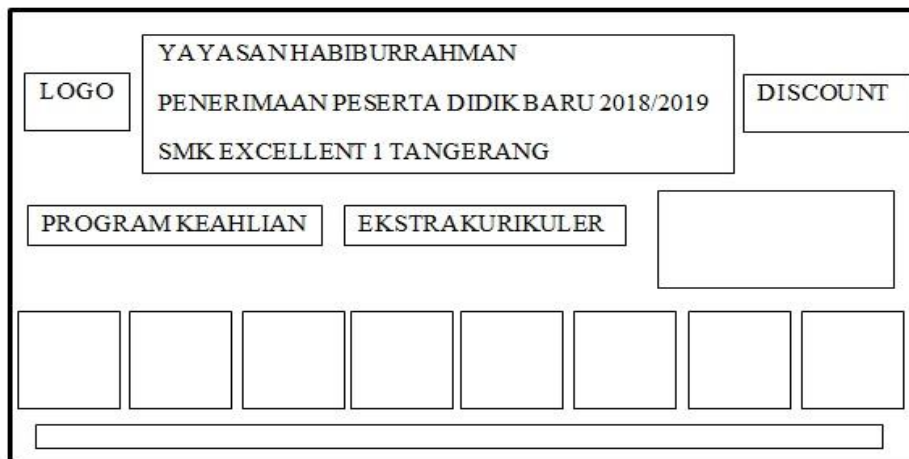 LOGO
YAYASAN HABIBURRAHMAN
PENERIMAAN PESERTA DIDIK BARU 2018/2019
SMK EXCELLENT 1 TANGERANG
DISCOUNT
PROGRAM KEAHLIAN
EKSTRAKURIKULER